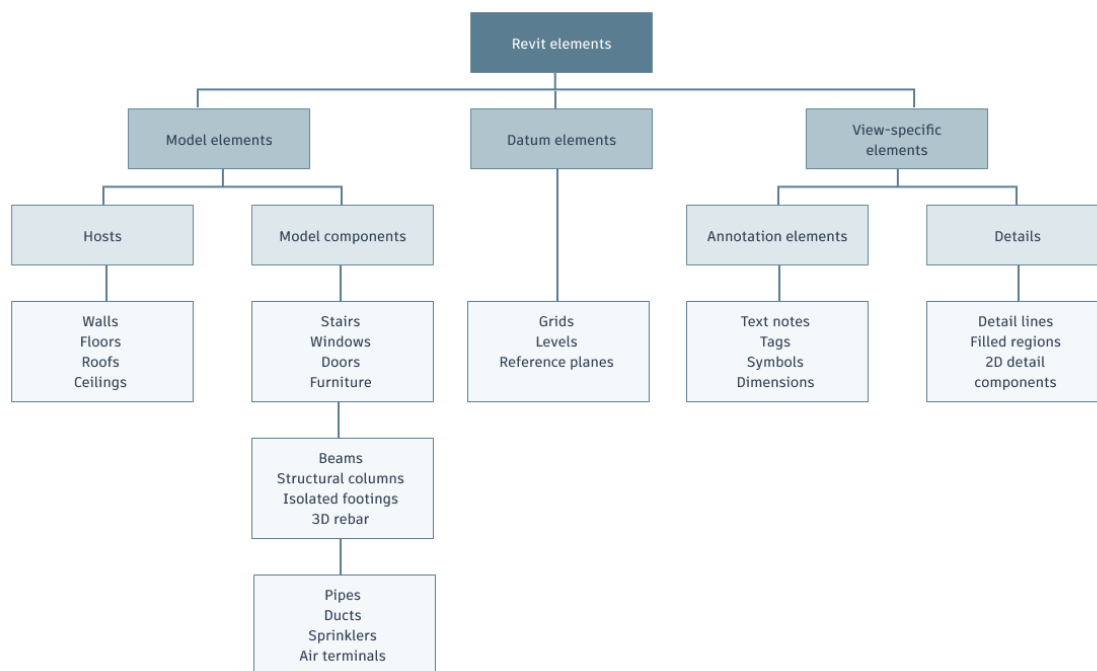 Revit elements
Model elements
Datum elements
View-specific
elements
Hosts
Model components
Annotation elements
Details
Walls
Floors
Roofs
Ceilings
Stairs
Windows
Doors
Furniture
Grids
Levels
Reference planes
Text notes
Tags
Symbols
Dimensions
Detail lines
Filled regions
2D detail
components
Beams
Structural columns
Isolated footings
3D rebar
Pipes
Ducts
Sprinklers
Air terminals